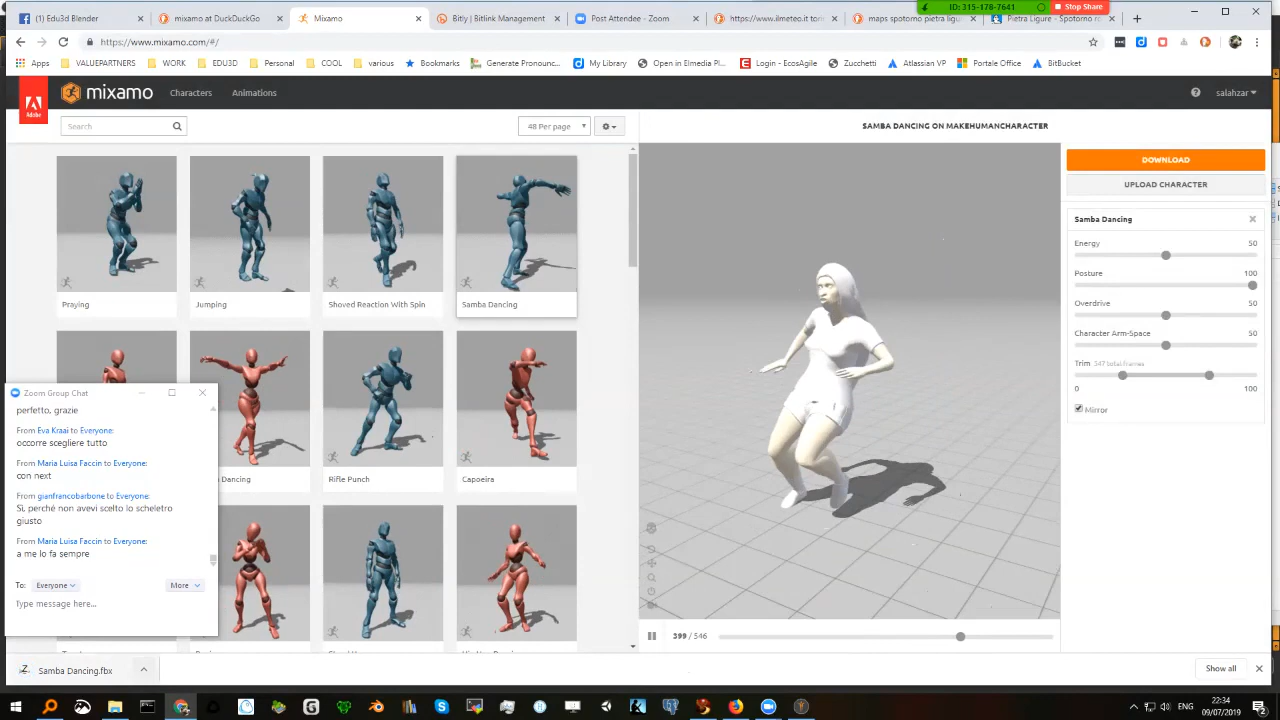 Edu3d Blender
mixamo at DuckDuckGo
Mixamo
Bitly | Bitlink Management
Post Attendee - Zoom
https://www.ilmeteo.it torn
maps spotorno pietra ligur
Pietra Ligure - Spotorno ro
ID: 315-178-7641
Stop Share
https://www.mixamo.com/#/
Apps
VALUEPARTNERS
WORK
EDU3D
Personal
COOL
various
Bookmarks
Generate Pronounc...
My Library
Open in Elmedia Pl...
Login - EcosAgile
Zucchetti
Atlassian VP
Portale Office
BitBucket
Adobe
mixamo
Characters
Animations
salahzar
Search
48 Per page
SAMBA DANCING ON MAKEHUMANCHARACTER
DOWNLOAD
UPLOAD CHARACTER
Samba Dancing
Energy 50
Posture 100
Overdrive 50
Character Arm-Space 50
Trim 547 total frames
0 100
Mirror
Praying
Jumping
Shoved Reaction With Spin
Samba Dancing
Dancing
Rifle Punch
Capoeira
Zoom Group Chat
perfetto, grazie
From Eva Kraai to Everyone:
occorre scegliere tutto
From Maria Luisa Faccin to Everyone:
con next
From gianfrancobarbone to Everyone:
Sì, perché non avevi scelto lo scheletro
giusto
From Maria Luisa Faccin to Everyone:
a me lo fa sempre
To: Everyone
More
Type message here...
399 / 546
Samba Dancing.fbx
Show all
ENG
22:34
09/07/2019